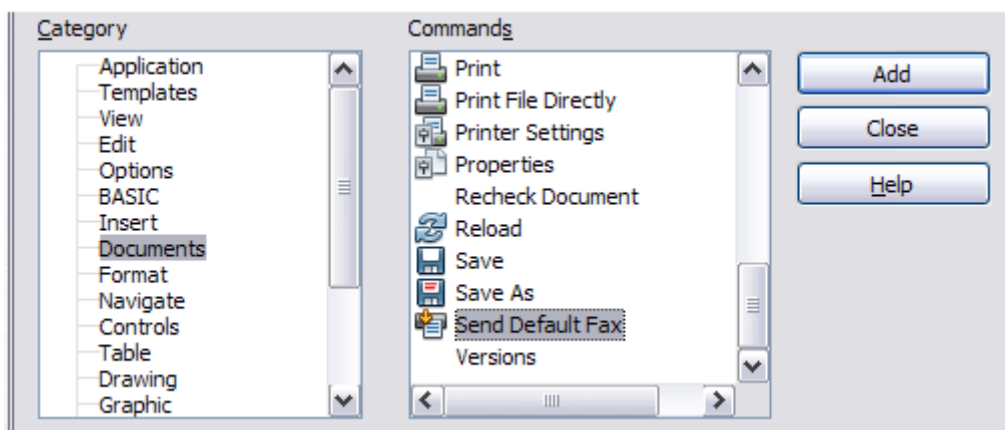 Category
Application
Templates
View
Edit
Options
BASIC
Insert
Documents
Format
Navigate
Controls
Table
Drawing
Graphic
Commands
Print
Print File Directly
Printer Settings
Properties
Recheck Document
Reload
Save
Save As
Send Default Fax
Versions
Add
Close
Help